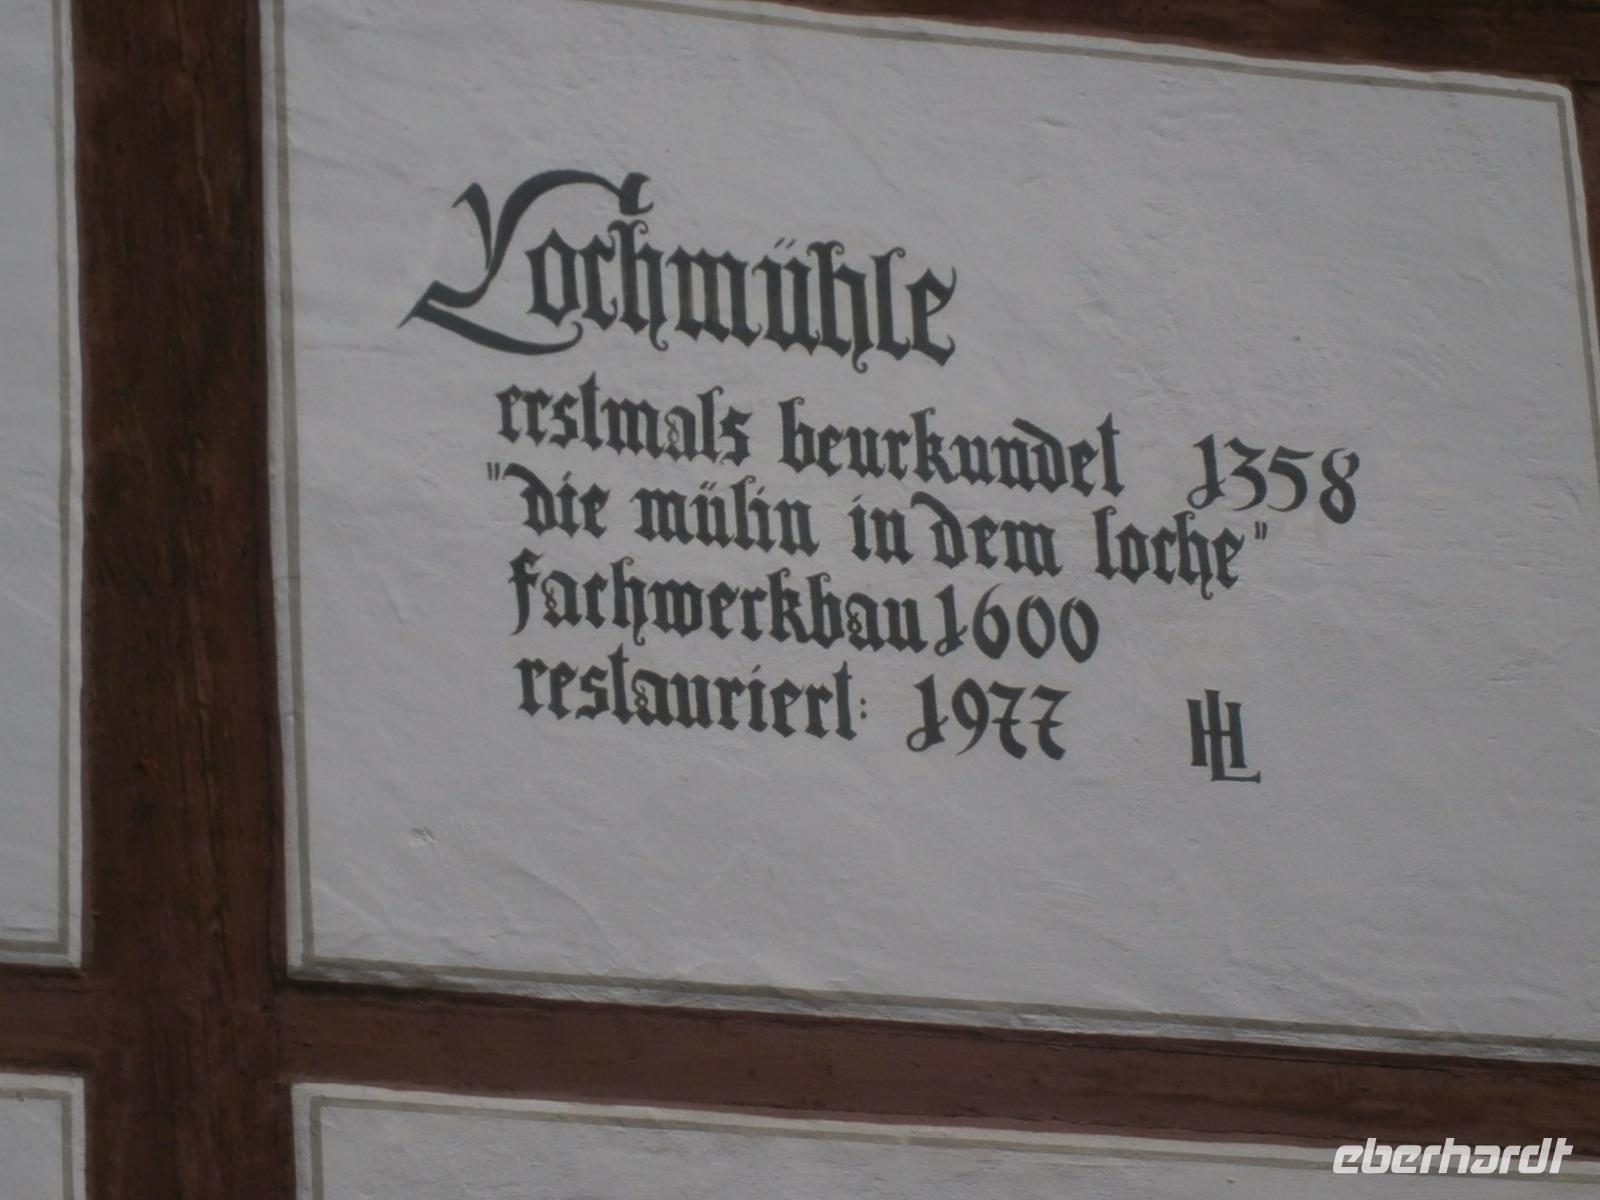 Lochmühle
erstmals beurkundet 1358
"die mülin in dem loche"
fachwerkbau 1600
restauriert: 1977 HL
eberhardt